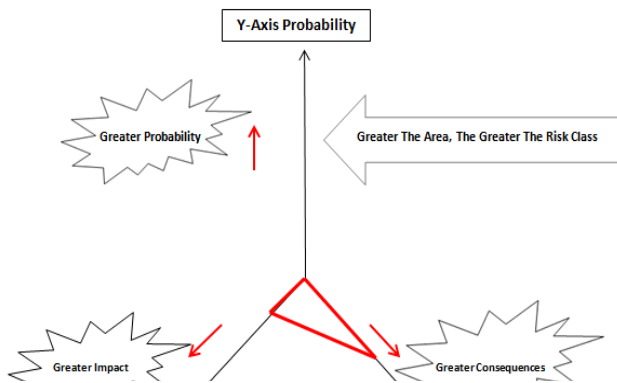 Y-Axis Probability
Greater Probability
Greater The Area, The Greater The Risk Class
Greater Impact
Greater Consequences